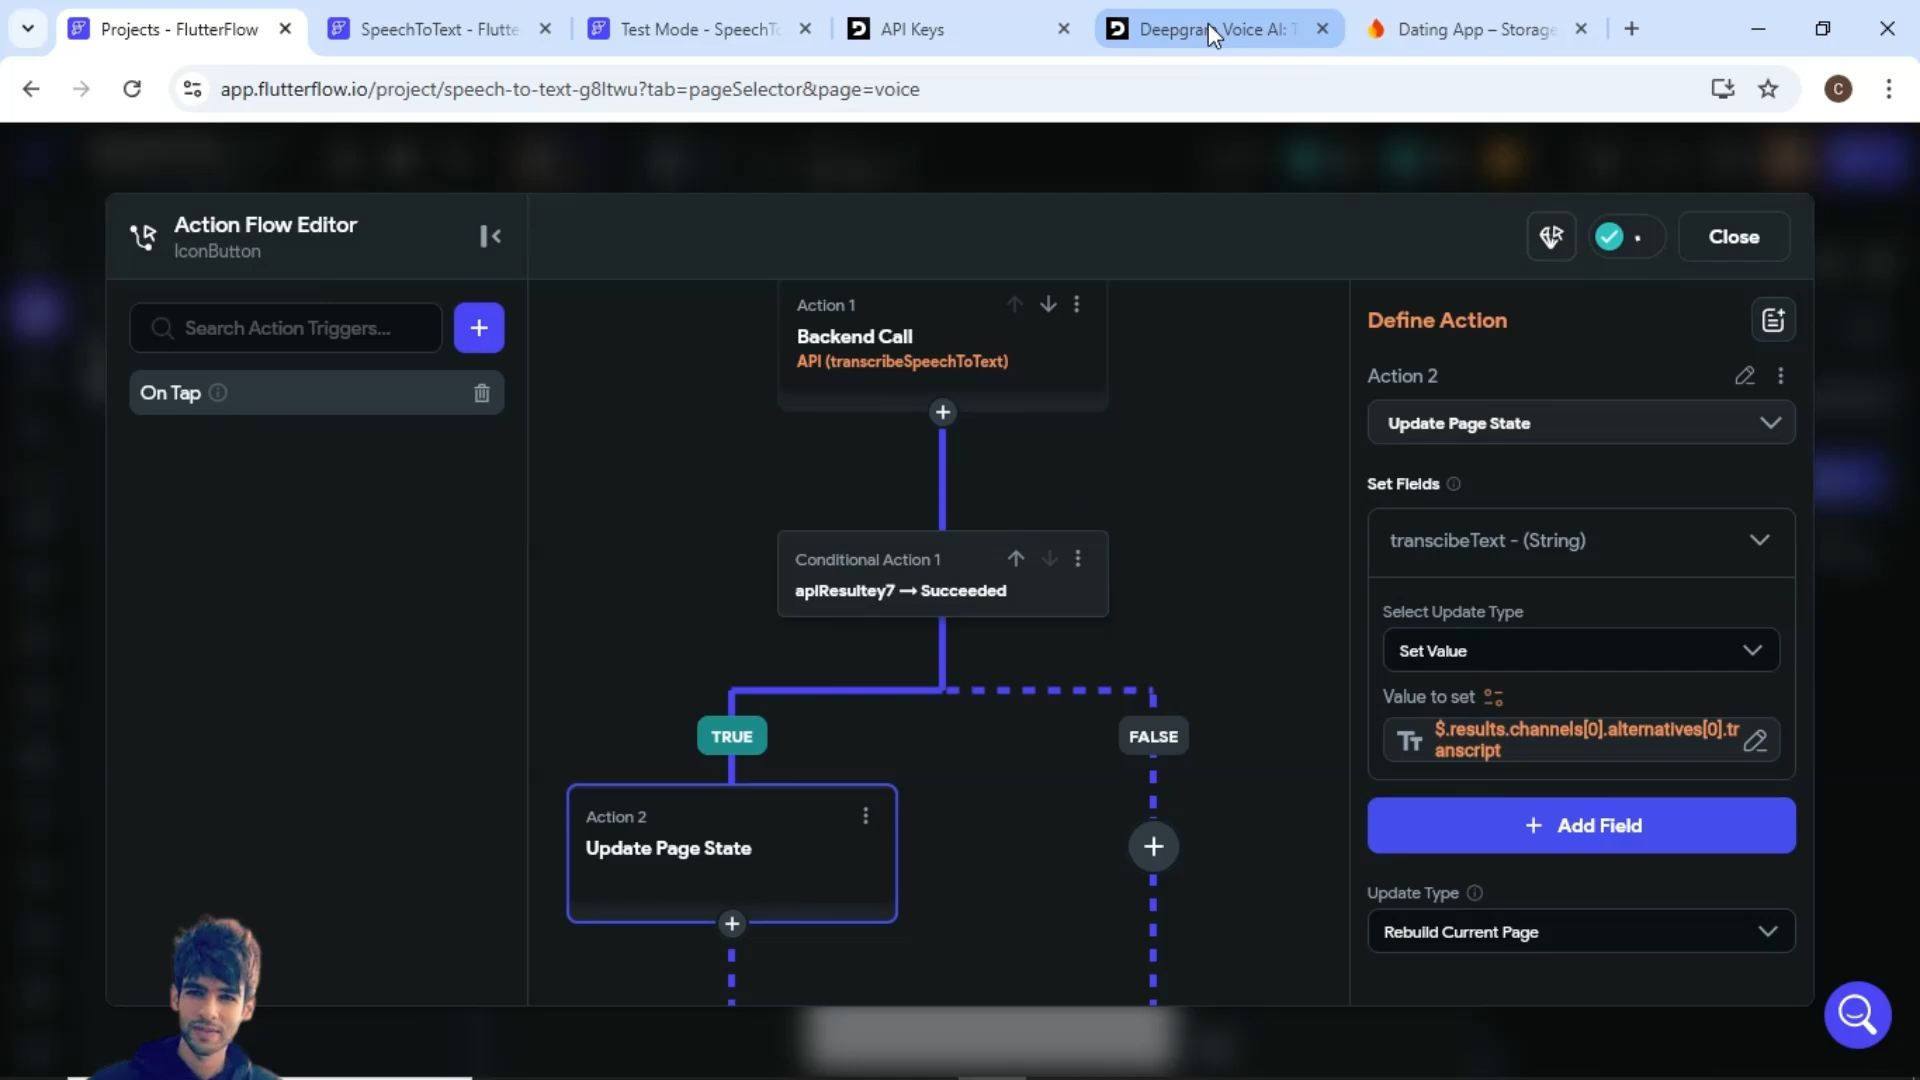 Projects - FlutterFlow
SpeechToText - Flutte
Test Mode - SpeechTo
API Keys
Deepgram Voice AI: T
Dating App – Storage
app.flutterflow.io/project/speech-to-text-g8ltwu?tab=pageSelector&page=voice
C
Action Flow Editor
IconButton
Close
Search Action Triggers...
On Tap
Action 1
Backend Call
API (transcribeSpeechToText)
Conditional Action 1
apiResultey7 → Succeeded
TRUE
FALSE
Action 2
Update Page State
Define Action
Action 2
Update Page State
Set Fields
transcibeText - (String)
Select Update Type
Set Value
Value to set
Tт $.results.channels[0].alternatives[0].tr
anscript
+ Add Field
Update Type
Rebuild Current Page